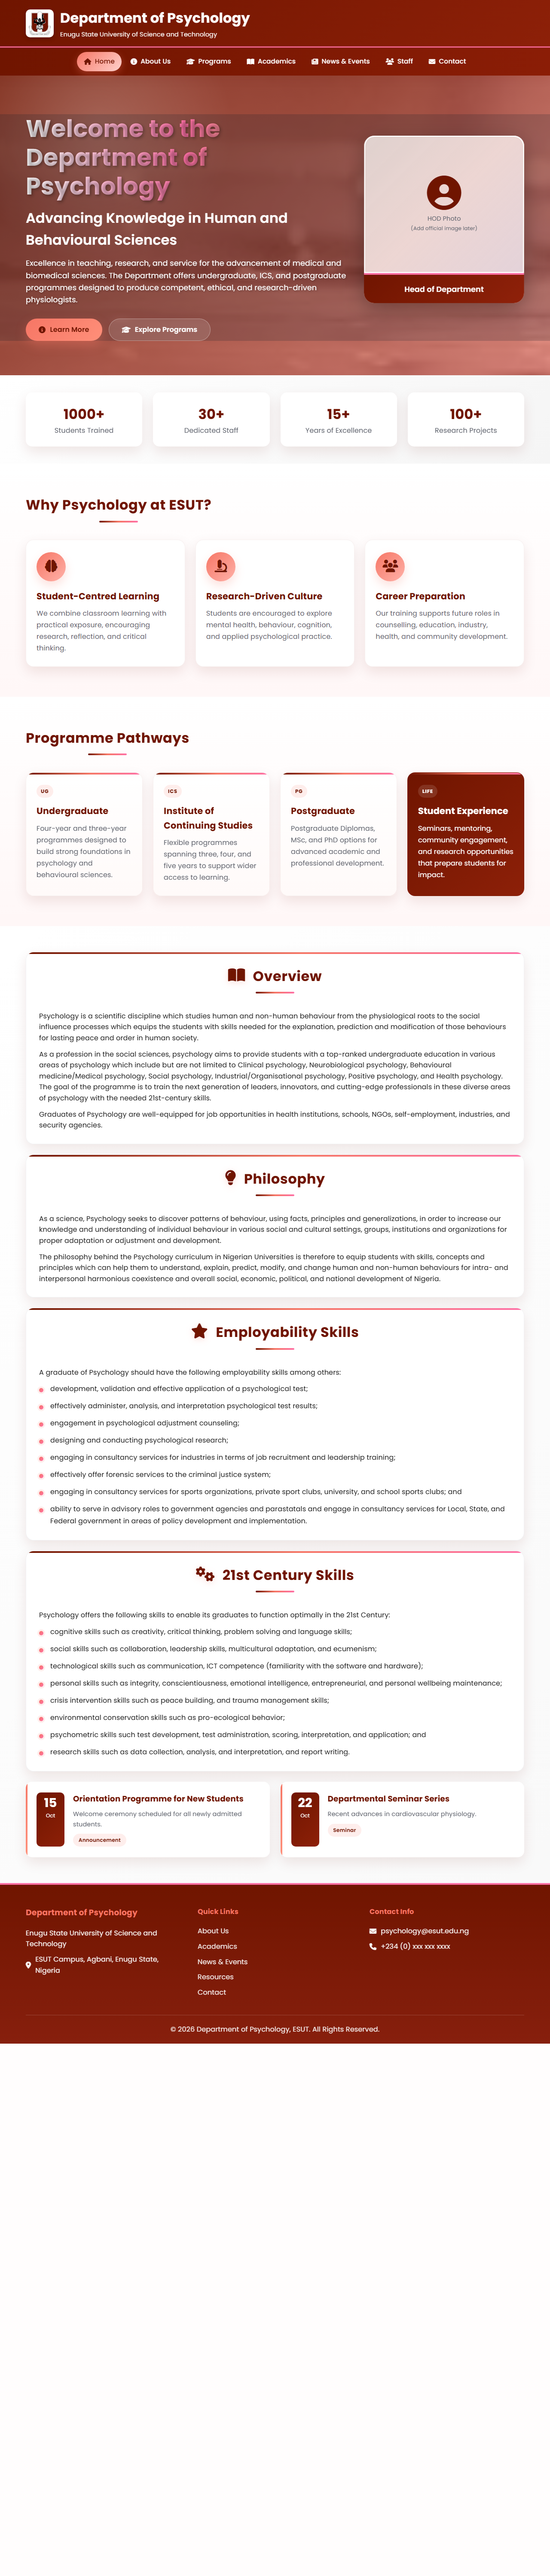 Department of Psychology
Enugu State University of Science and Technology
Home
About Us
Programs
Academics
News & Events
Staff
Contact
Welcome to the
Department of
Psychology
Advancing Knowledge in Human and
Behavioural Sciences
Excellence in teaching, research, and service for the advancement of medical and
biomedical sciences. The Department offers undergraduate, ICS, and postgraduate
programmes designed to produce competent, ethical, and research-driven
physiologists.
Learn More
Explore Programs
HOD Photo
(Add official image later)
Head of Department
1000+
Students Trained
30+
Dedicated Staff
15+
Years of Excellence
100+
Research Projects
Why Psychology at ESUT?
Student-Centred Learning
We combine classroom learning with
practical exposure, encouraging
research, reflection, and critical
thinking.
Research-Driven Culture
Students are encouraged to explore
mental health, behaviour, cognition,
and applied psychological practice.
Career Preparation
Our training supports future roles in
counselling, education, industry,
health, and community development.
Programme Pathways
UG
Undergraduate
Four-year and three-year
programmes designed to
build strong foundations in
psychology and
behavioural sciences.
ICS
Institute of
Continuing Studies
Flexible programmes
spanning three, four, and
five years to support wider
access to learning.
PG
Postgraduate
Postgraduate Diplomas,
MSc, and PhD options for
advanced academic and
professional development.
LIFE
Student Experience
Seminars, mentoring,
community engagement,
and research opportunities
that prepare students for
impact.
Overview
Psychology is a scientific discipline which studies human and non-human behaviour from the physiological roots to the social
influence processes which equips the students with skills needed for the explanation, prediction and modification of those behaviours
for lasting peace and order in human society.
As a profession in the social sciences, psychology aims to provide students with a top-ranked undergraduate education in various
areas of psychology which include but are not limited to Clinical psychology, Neurobiological psychology, Behavioural
medicine/Medical psychology, Social psychology, Industrial/Organisational psychology, Positive psychology, and Health psychology.
The goal of the programme is to train the next generation of leaders, innovators, and cutting-edge professionals in these diverse areas
of psychology with the needed 21st-century skills.
Graduates of Psychology are well-equipped for job opportunities in health institutions, schools, NGOs, self-employment, industries, and
security agencies.
Philosophy
As a science, Psychology seeks to discover patterns of behaviour, using facts, principles and generalizations, in order to increase our
knowledge and understanding of individual behaviour in various social and cultural settings, groups, institutions and organizations for
proper adaptation or adjustment and development.
The philosophy behind the Psychology curriculum in Nigerian Universities is therefore to equip students with skills, concepts and
principles which can help them to understand, explain, predict, modify, and change human and non-human behaviours for intra- and
interpersonal harmonious coexistence and overall social, economic, political, and national development of Nigeria.
Employability Skills
A graduate of Psychology should have the following employability skills among others:
development, validation and effective application of a psychological test;
effectively administer, analysis, and interpretation psychological test results;
engagement in psychological adjustment counseling;
designing and conducting psychological research;
engaging in consultancy services for industries in terms of job recruitment and leadership training;
effectively offer forensic services to the criminal justice system;
engaging in consultancy services for sports organizations, private sport clubs, university, and school sports clubs; and
ability to serve in advisory roles to government agencies and parastatals and engage in consultancy services for Local, State, and
Federal government in areas of policy development and implementation.
21st Century Skills
Psychology offers the following skills to enable its graduates to function optimally in the 21st Century:
cognitive skills such as creativity, critical thinking, problem solving and language skills;
social skills such as collaboration, leadership skills, multicultural adaptation, and ecumenism;
technological skills such as communication, ICT competence (familiarity with the software and hardware);
personal skills such as integrity, conscientiousness, emotional intelligence, entrepreneurial, and personal wellbeing maintenance;
crisis intervention skills such as peace building, and trauma management skills;
environmental conservation skills such as pro-ecological behavior;
psychometric skills such test development, test administration, scoring, interpretation, and application; and
research skills such as data collection, analysis, and interpretation, and report writing.
15
Oct
Orientation Programme for New Students
Welcome ceremony scheduled for all newly admitted
students.
Announcement
22
Oct
Departmental Seminar Series
Recent advances in cardiovascular physiology.
Seminar
Department of Psychology
Enugu State University of Science and
Technology
ESUT Campus, Agbani, Enugu State,
Nigeria
Quick Links
About Us
Academics
News & Events
Resources
Contact
Contact Info
psychology@esut.edu.ng
+234 (0) xxx xxx xxxx
© 2026 Department of Psychology, ESUT. All Rights Reserved.